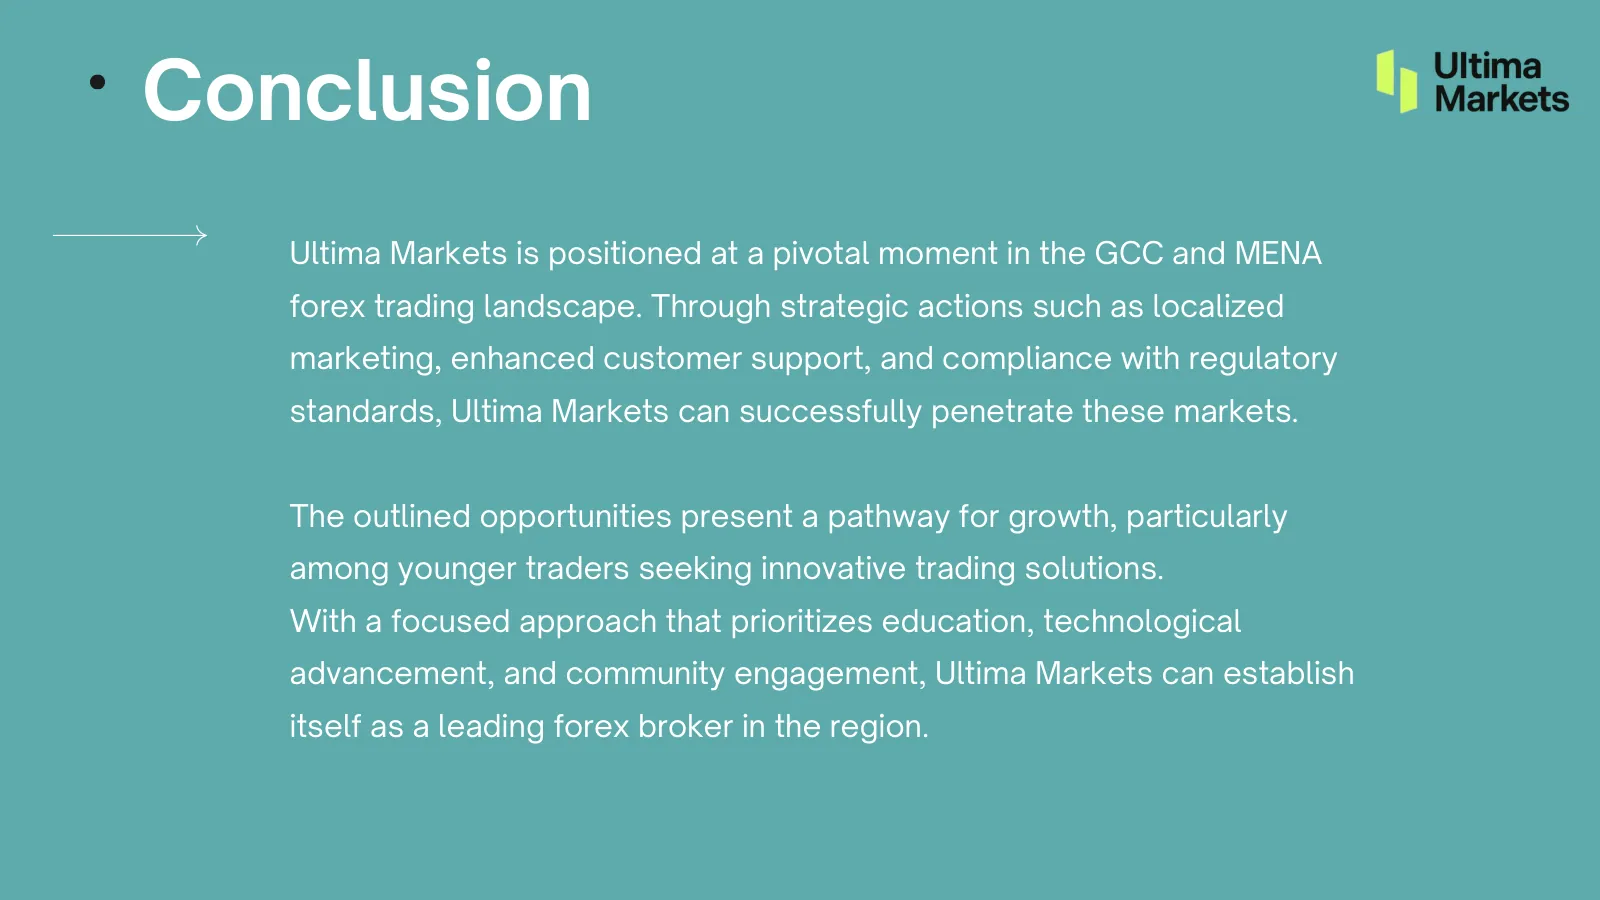 • Conclusion
Ultima
Markets
Ultima Markets is positioned at a pivotal moment in the GCC and MENA
forex trading landscape. Through strategic actions such as localized
marketing, enhanced customer support, and compliance with regulatory
standards, Ultima Markets can successfully penetrate these markets.
The outlined opportunities present a pathway for growth, particularly
among younger traders seeking innovative trading solutions.
With a focused approach that prioritizes education, technological
advancement, and community engagement, Ultima Markets can establish
itself as a leading forex broker in the region.